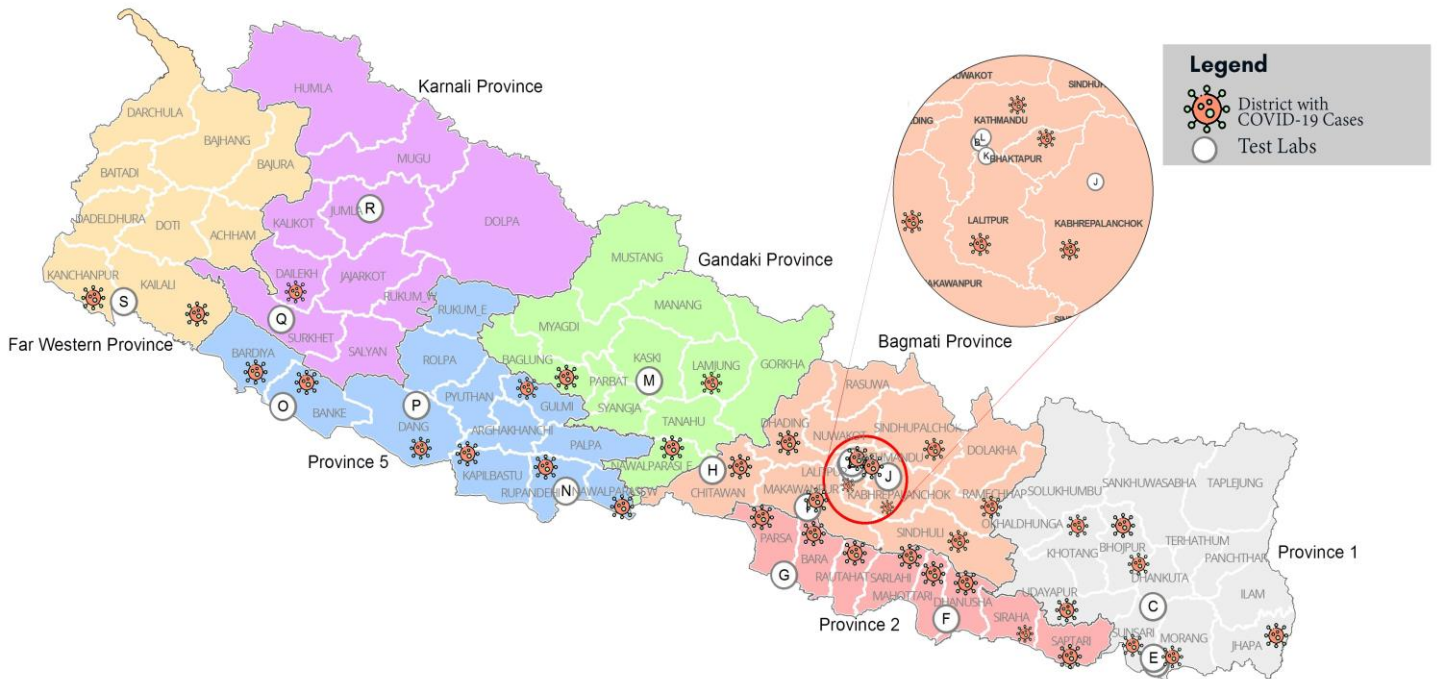 Legend
District with
COVID-19 Cases
Test Labs
Karnali Province
Gandaki Province
Bagmati Province
Far Western Province
Province 5
Province 2
Province 1
HUMLA
DARCHULA
BAJHANG
BAJURA
BAITADI
DADELDHURA
DOTI
ACHHAM
KANCHANPUR
KAILALI
S
MUGU
JUMLA
R
KALIKOT
DOLPA
DAILEKH
JAJARKOT
RUKUM_W
Q
SURKHET
SALYAN
RUKUM_E
ROLPA
BARDIYA
O
BANKE
P
DANG
PYUTHAN
GULMI
ARGHAKHANCHI
PALPA
KAPILBASTU
RUPANDEHI
N
MUSTANG
MANANG
MYAGDI
KASKI
M
LAMJUNG
GORKHA
BAGLUNG
PARBAT
SYANGJA
TANAHU
NAWALPARASI_E
H
CHITAWAN
RASUWA
DHADING
NUWAKOT
SINDHUPALCHOK
DOLAKHA
LALITPUR
J
MAKAWANPUR
KABHREPALANCHOK
RAMECHHAP
SINDHULI
PARSA
BARA
G
RAUTAHAT
SARLAHI
MAHOTTARI
DHANUSHA
F
SIRAHA
SAPTARI
SOLUKHUMBU
SANKHUWASABHA
TAPLEJUNG
OKHALDHUNGA
KHOTANG
BHOJPUR
TERHATHUM
PANCHTHAR
DHANKUTA
C
UDAYAPUR
ILAM
SUNSARI
MORANG
E
JHAPA
KATHMANDU
L
B
K
BHAKTAPUR
J
LALITPUR
KABHREPALANCHOK